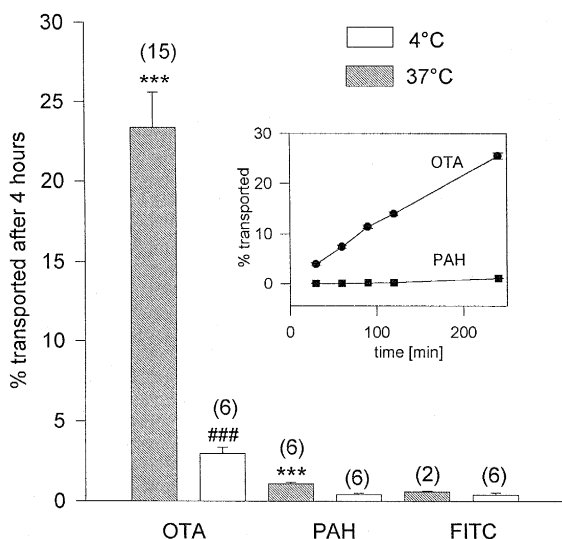 30
25
20
15
10
5
0
% transported after 4 hours
4°C
37°C
(15)
***
(6)
###
(6)
***
(6)
(2)
(6)
OTA
PAH
FITC
30
20
10
0
% transported
OTA
PAH
0
100
200
time [min]